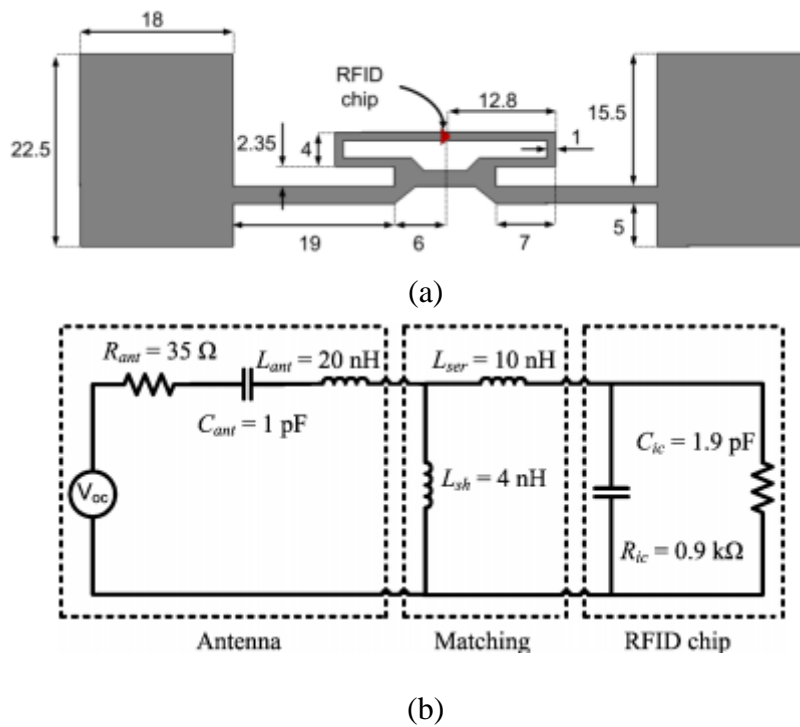 18
RFID
chip
12.8
15.5
22.5
2.35
4
1
19
6
7
5
(a)
R_ant = 35 Ω
L_ant = 20 nH
L_ser = 10 nH
C_ant = 1 pF
C_ic = 1.9 pF
V_oc
L_sh = 4 nH
R_ic = 0.9 kΩ
Antenna
Matching
RFID chip
(b)